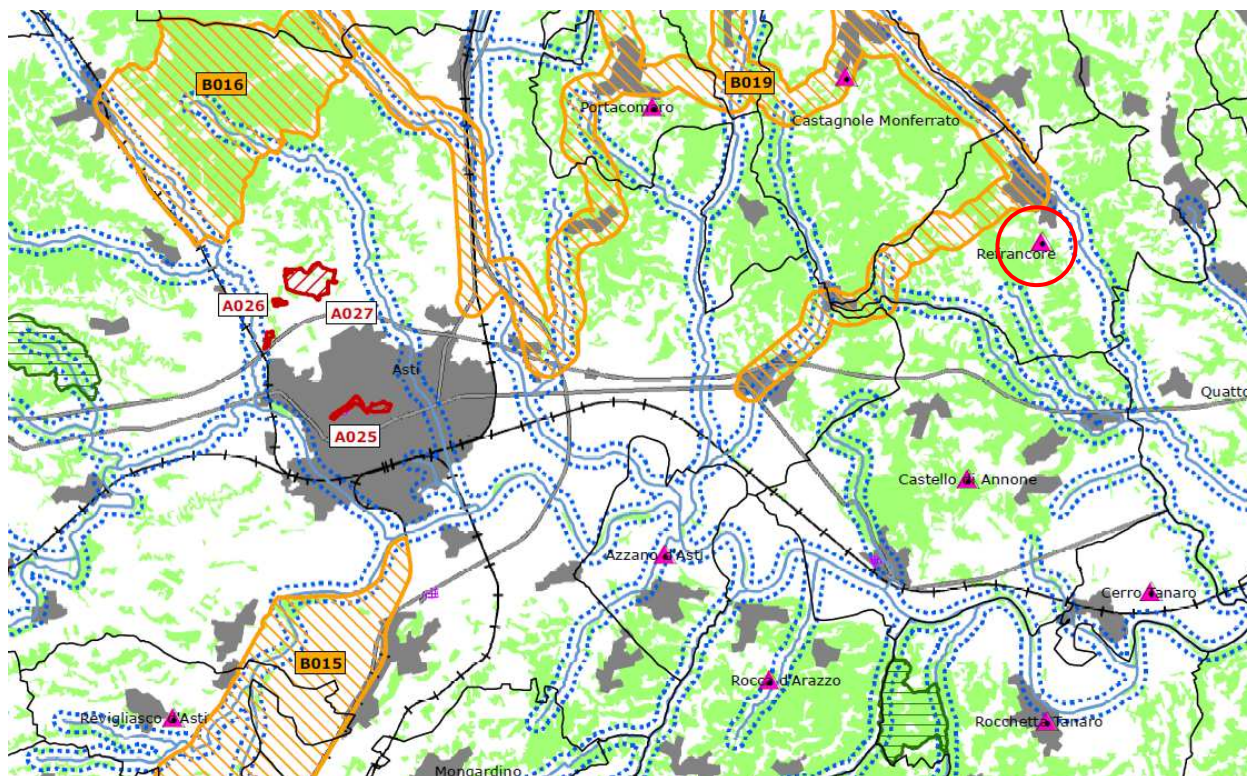 B016
B019
Portacomaro
Castagnole Monferrato
Refrancore
A026
A027
Asti
Quatto
A025
Castello di Annone
Azzano d'Asti
Cerro Tanaro
B015
Rocca d'Arazzo
Revigliasco d'Asti
Rocchetta Tanaro
Mongardino